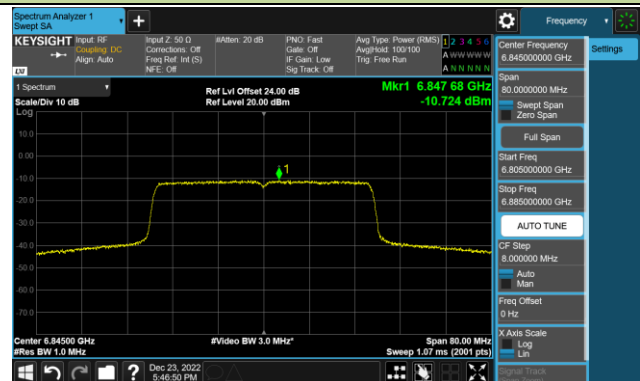 Spectrum Analyzer 1
Swept SA
Frequency
KEYSIGHT
Input: RF
Coupling: DC
Align: Auto
Input Z: 50 Ω
Corrections: Off
Freq Ref: Int (S)
NFE: Off
#Atten: 20 dB
PNO: Fast
Gate: Off
IF Gain: Low
Sig Track: Off
Avg Type: Power (RMS)
Avg|Hold: 100/100
Trig: Free Run
1 2 3 4 5 6
A W W W W W
A N N N N N
LXI
1 Spectrum
Scale/Div 10 dB
Ref Lvl Offset 24.00 dB
Ref Level 20.00 dBm
Mkr1 6.847 68 GHz
-10.724 dBm
Log
10.0
0.00
-10.0
-20.0
-30.0
-40.0
-50.0
-60.0
-70.0
1
Center 6.84500 GHz
#Res BW 1.0 MHz
#Video BW 3.0 MHz*
Span 80.00 MHz
Sweep 1.07 ms (2001 pts)
Dec 23, 2022
5:46:50 PM
Center Frequency
6.845000000 GHz
Span
80.0000000 MHz
Swept Span
Zero Span
Full Span
Start Freq
6.805000000 GHz
Stop Freq
6.885000000 GHz
AUTO TUNE
CF Step
8.000000 MHz
Auto
Man
Freq Offset
0 Hz
X Axis Scale
Log
Lin
Signal Track
Settings